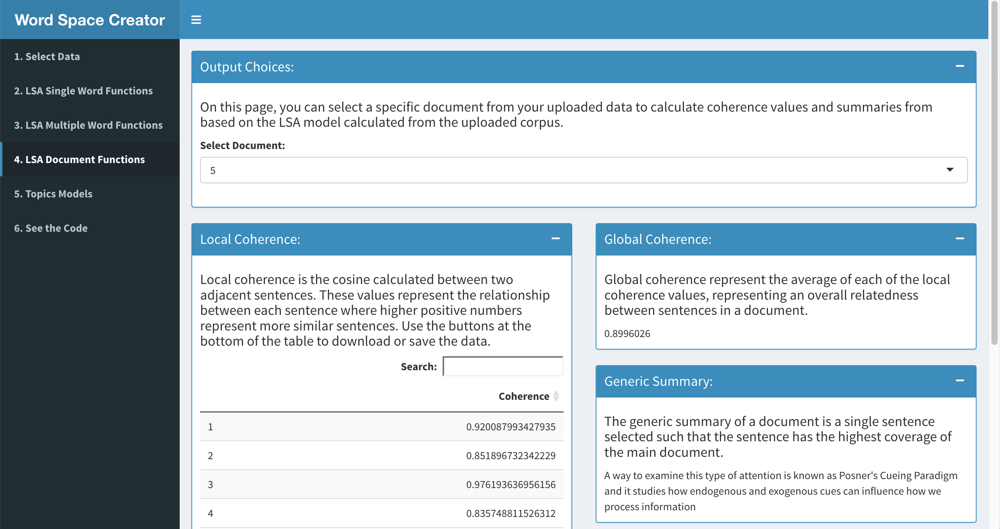 Word Space Creator
1. Select Data
2. LSA Single Word Functions
3. LSA Multiple Word Functions
4. LSA Document Functions
5. Topics Models
6. See the Code
Output Choices:
On this page, you can select a specific document from your uploaded data to calculate coherence values and summaries from
based on the LSA model calculated from the uploaded corpus.
Select Document:
5
Local Coherence:
Local coherence is the cosine calculated between two
adjacent sentences. These values represent the relationship
between each sentence where higher positive numbers
represent more similar sentences. Use the buttons at the
bottom of the table to download or save the data.
Search:
Coherence
1 0.920087993427935
2 0.851896732342229
3 0.976193636956156
4 0.835748811526312
Global Coherence:
Global coherence represent the average of each of the local
coherence values, representing an overall relatedness
between sentences in a document.
0.8996026
Generic Summary:
The generic summary of a document is a single sentence
selected such that the sentence has the highest coverage of
the main document.
A way to examine this type of attention is known as Posner's Cueing Paradigm
and it studies how endogenous and exogenous cues can influence how we
process information